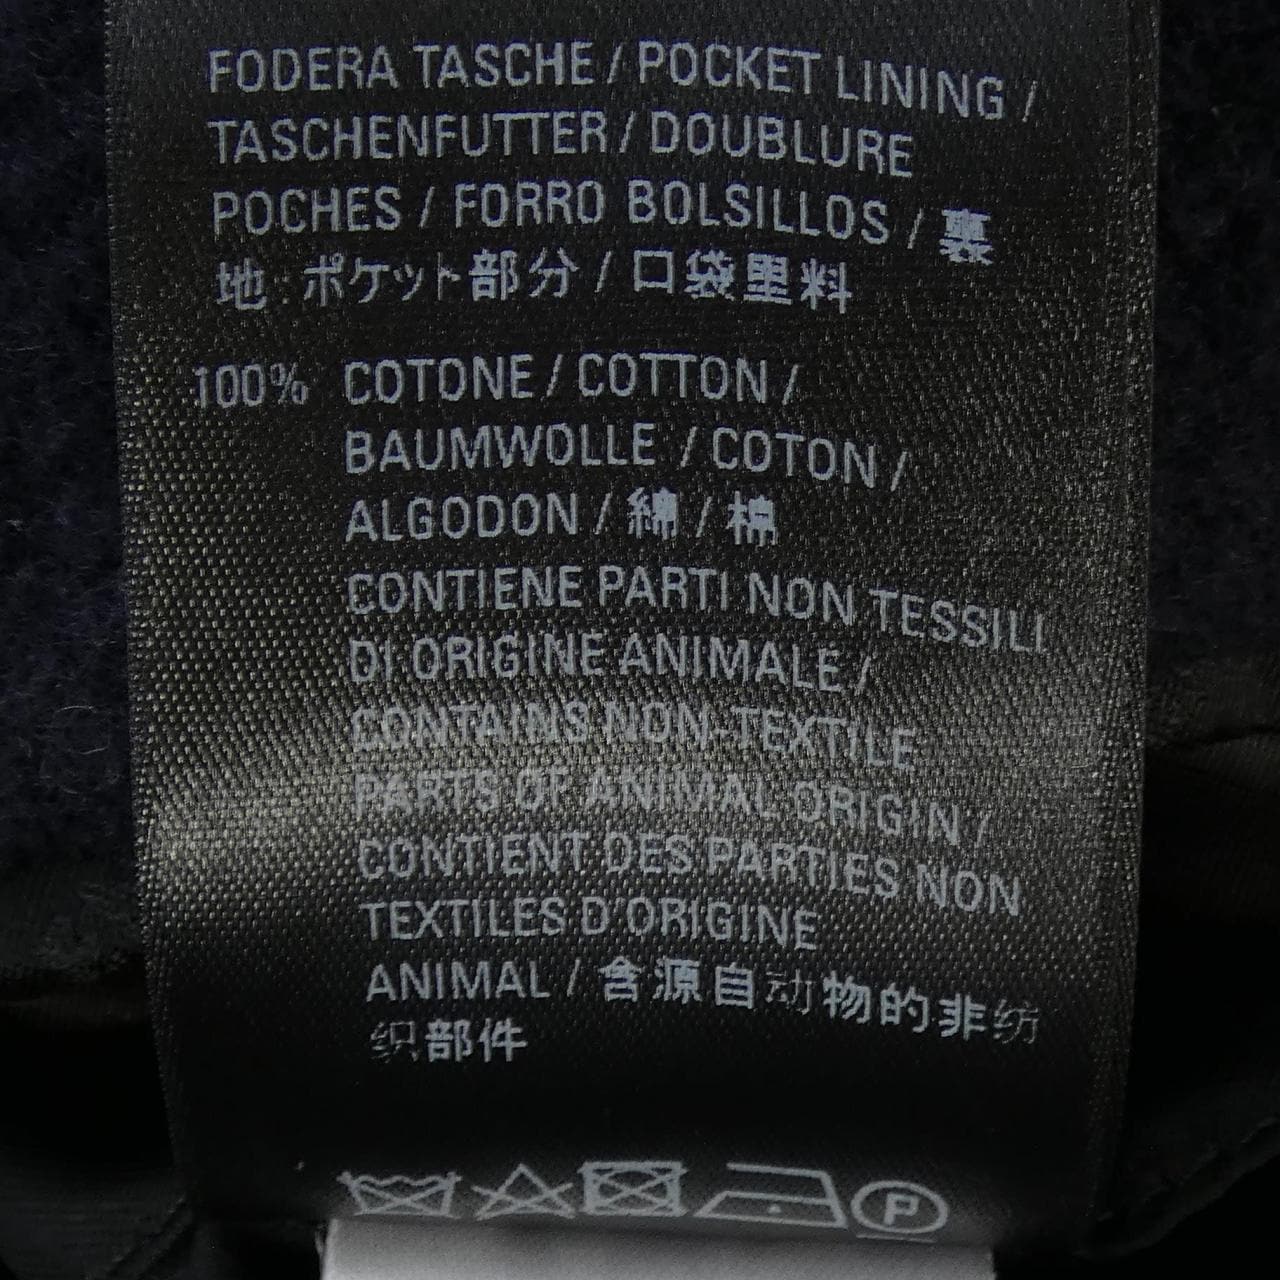 FODERA TASCHE / POCKET LINING /
TASCHENFUTTER / DOUBLURE
POCHES / FORRO BOLSILLOS / 裏
地:ポケット部分 / 口袋里料
100% COTONE / COTTON /
BAUMWOLLE / COTON /
ALGODON / 綿 / 棉
CONTIENE PARTI NON TESSILI
DI ORIGINE ANIMALE /
CONTAINS NON-TEXTILE
PARTS OF ANIMAL ORIGIN /
CONTIENT DES PARTIES NON
TEXTILES D'ORIGINE
ANIMAL / 含源自动物的非纺
织部件
P